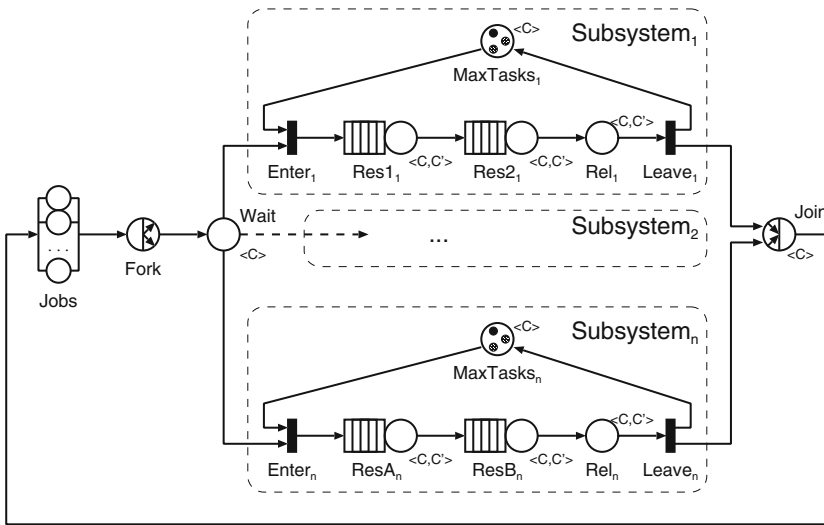 <C>
Subsystem₁
MaxTasks₁
<C,C'>
Enter₁
Res1₁
<C,C'>
Res2₁
<C,C'>
Rel₁
Leave₁
Wait
<C>
...
Subsystem₂
Join
<C>
Fork
...
Jobs
<C>
Subsystemₙ
MaxTasksₙ
<C,C'>
Enterₙ
ResAₙ
<C,C'>
ResBₙ
<C,C'>
Relₙ
Leaveₙ